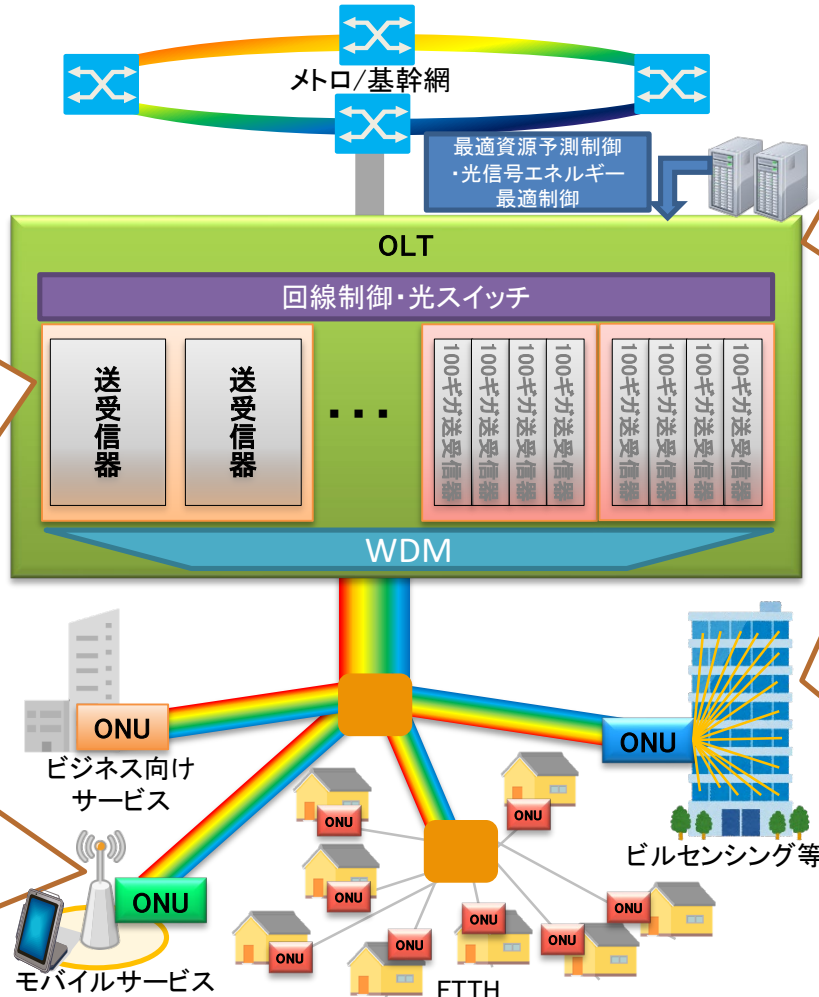 メトロ/基幹網
最適資源予測制御
・光信号エネルギー
最適制御
OLT
回線制御・光スイッチ
送受信器
送受信器
・・・
100ギガ送受信器
100ギガ送受信器
100ギガ送受信器
100ギガ送受信器
100ギガ送受信器
100ギガ送受信器
100ギガ送受信器
100ギガ送受信器
WDM
ONU
ビジネス向け
サービス
ONU
ビルセンシング等
ONU
モバイルサービス
ONU
ONU
ONU
ONU
ONU
ONU
ONU
ONU
FTTH